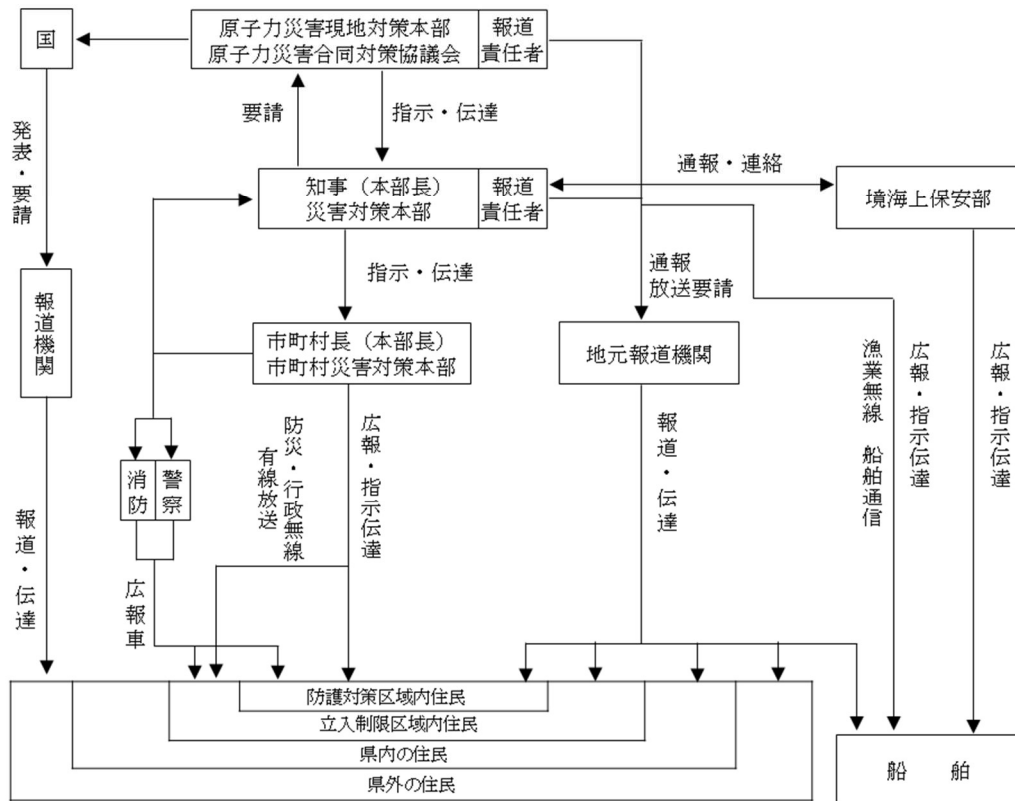 国
原子力災害現地対策本部
原子力災害合同対策協議会
報道
責任者
要請
指示・伝達
発表・要請
知事（本部長）
災害対策本部
報道
責任者
通報・連絡
境海上保安部
指示・伝達
通報
放送要請
報道機関
市町村長（本部長）
市町村災害対策本部
地元報道機関
消防
警察
防災・行政無線
有線放送
広報・指示伝達
報道・伝達
漁業無線　船舶通信
広報・指示伝達
広報・指示伝達
報道・伝達
広報車
防護対策区域内住民
立入制限区域内住民
県内の住民
県外の住民
船　　舶